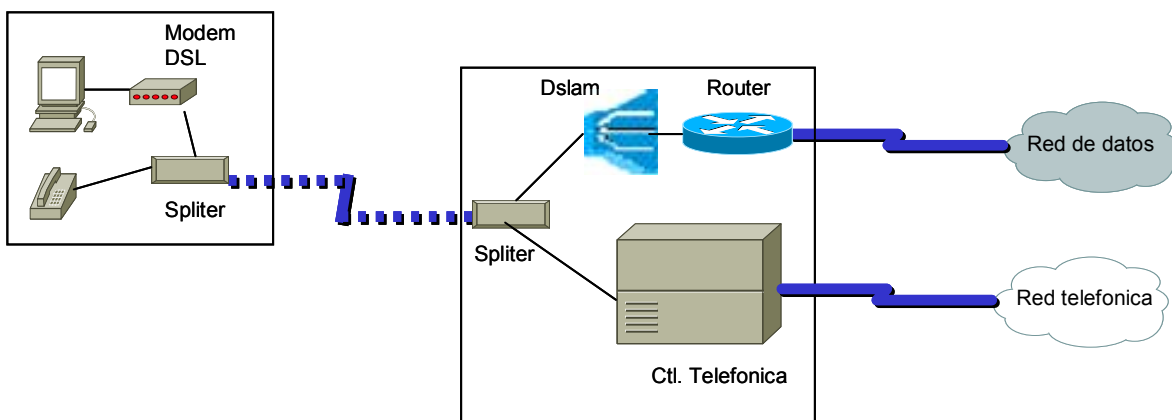 Modem
DSL
Spliter
Dslam
Router
Spliter
Ctl. Telefonica
Red de datos
Red telefonica